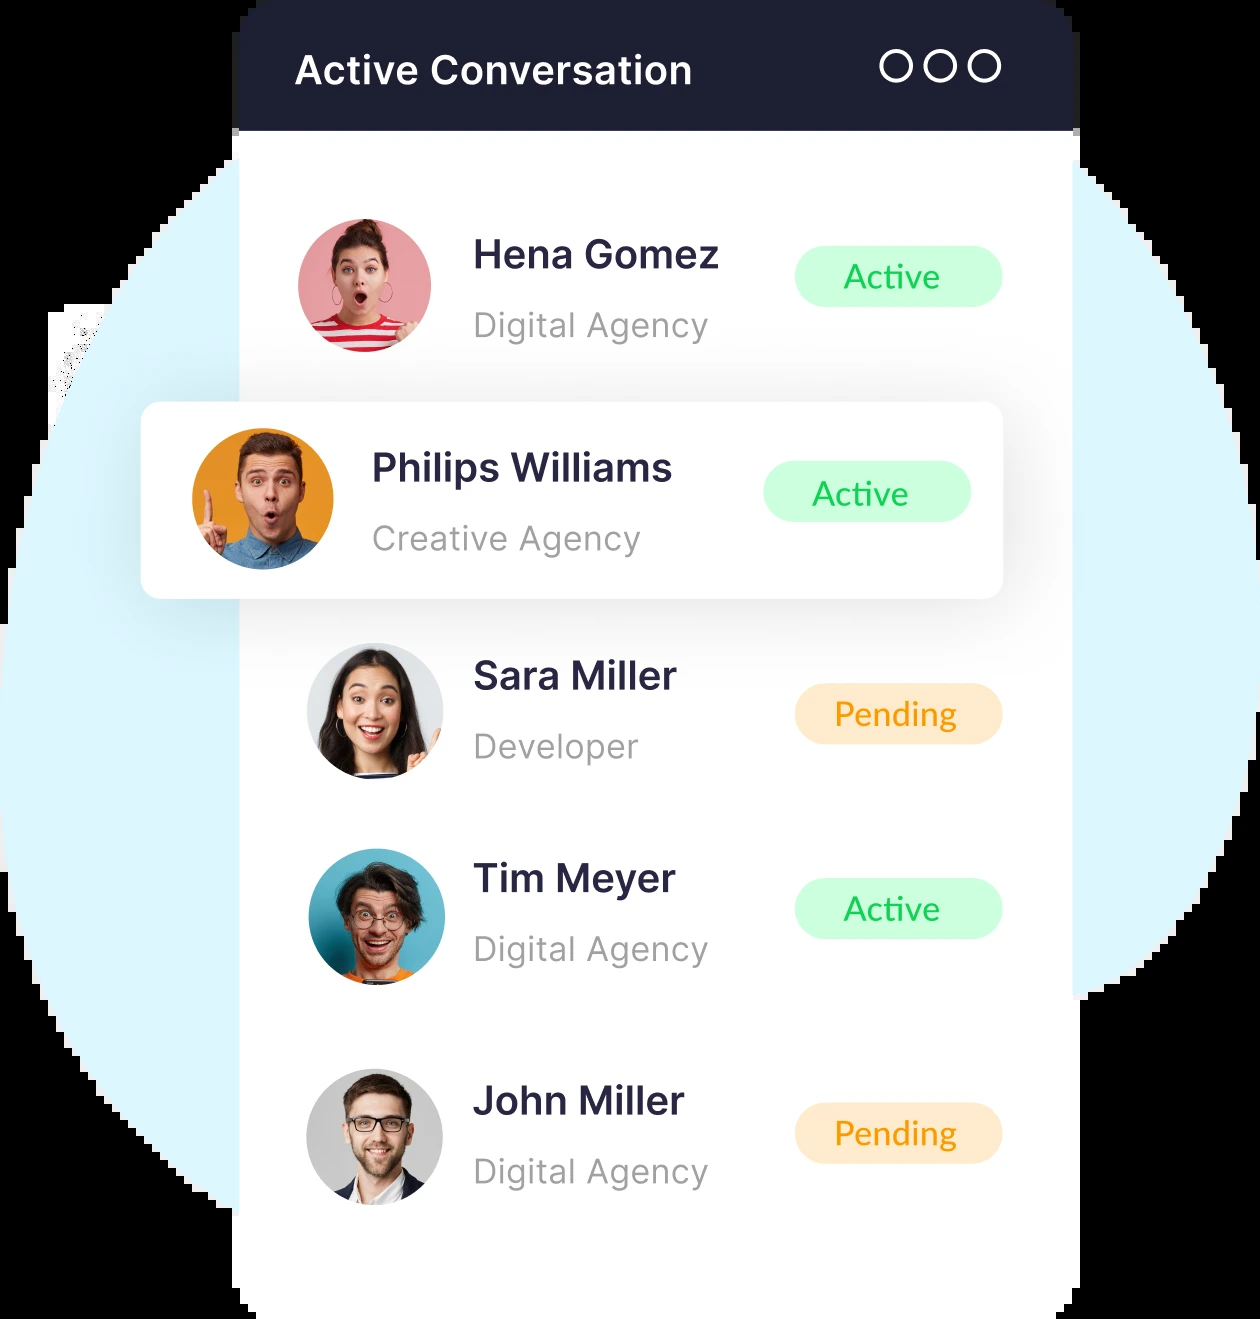 Active Conversation
Hena Gomez
Active
Digital Agency
Philips Williams
Active
Creative Agency
Sara Miller
Pending
Developer
Tim Meyer
Active
Digital Agency
John Miller
Pending
Digital Agency